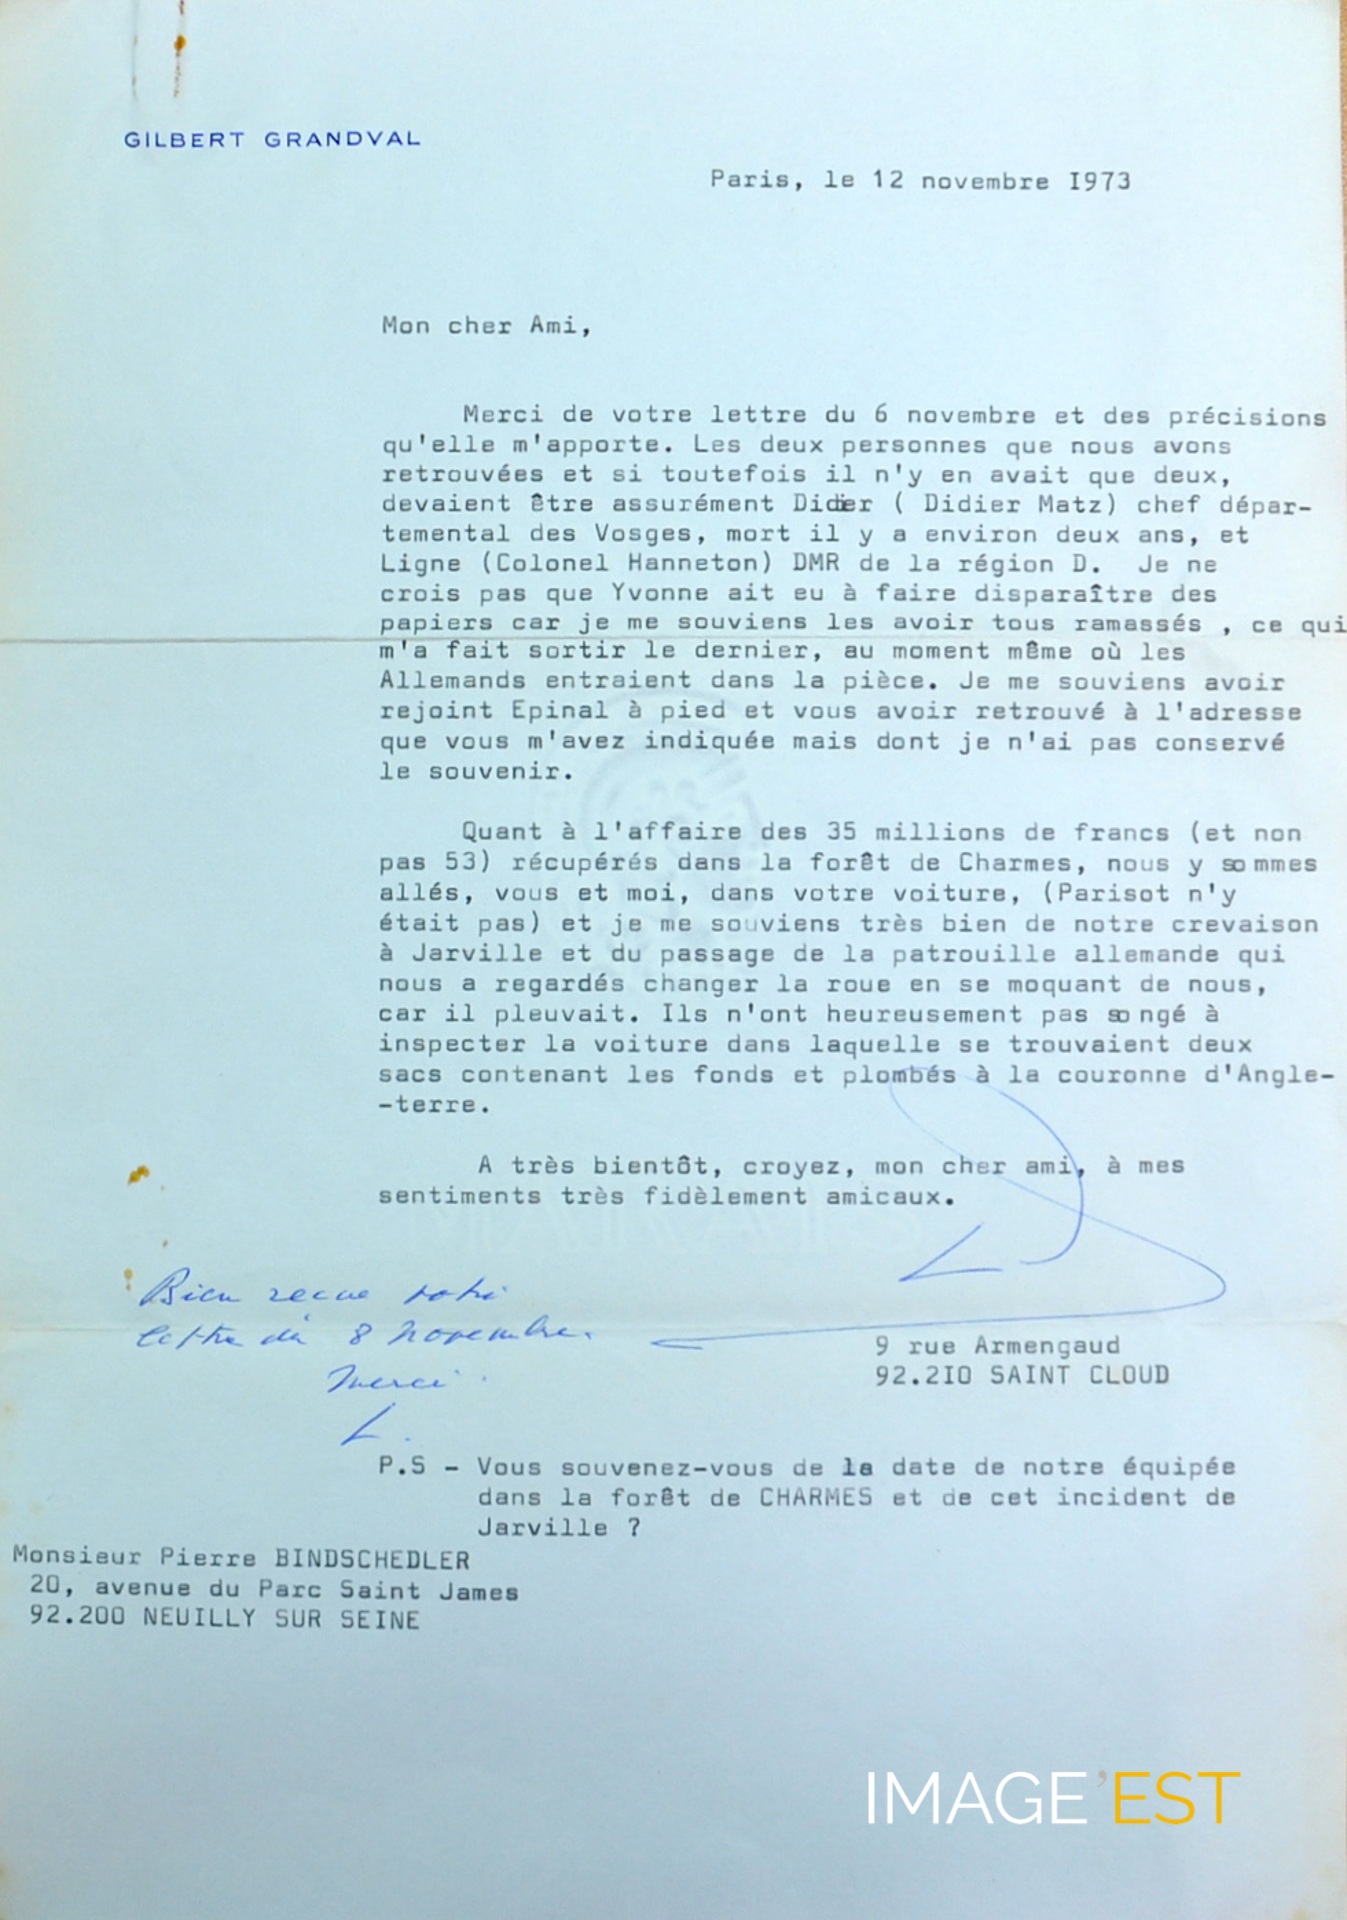 GILBERT GRANDVAL
Paris, le 12 novembre I973
Mon cher Ami,
Merci de votre lettre du 6 novembre et des précisions
qu'elle m'apporte. Les deux personnes que nous avons
retrouvées et si toutefois il n'y en avait que deux,
devaient être assurément Didier ( Didier Matz) chef dépar-
temental des Vosges, mort il y a environ deux ans, et
Ligne (Colonel Hanneton) DMR de la région D. Je ne
crois pas que Yvonne ait eu à faire disparaître des
papiers car je me souviens les avoir tous ramassés , ce qui
m'a fait sortir le dernier, au moment même où les
Allemands entraient dans la pièce. Je me souviens avoir
rejoint Epinal à pied et vous avoir retrouvé à l'adresse
que vous m'avez indiquée mais dont je n'ai pas conservé
le souvenir.
Quant à l'affaire des 35 millions de francs (et non
pas 53) récupérés dans la forêt de Charmes, nous y sommes
allés, vous et moi, dans votre voiture, (Parisot n'y
était pas) et je me souviens très bien de notre crevaison
à Jarville et du passage de la patrouille allemande qui
nous a regardés changer la roue en se moquant de nous,
car il pleuvait. Ils n'ont heureusement pas songé à
inspecter la voiture dans laquelle se trouvaient deux
sacs contenant les fonds et plombés à la couronne d'Angle-
-terre.
A très bientôt, croyez, mon cher ami, à mes
sentiments très fidèlement amicaux.
Bien recue votre
lettre du 8 novembre.
Merci.
9 rue Armengaud
92.2I0 SAINT CLOUD
P.S - Vous souvenez-vous de la date de notre équipée
dans la forêt de CHARMES et de cet incident de
Jarville ?
Monsieur Pierre BINDSCHEDLER
20, avenue du Parc Saint James
92.200 NEUILLY SUR SEINE
IMAGE'EST